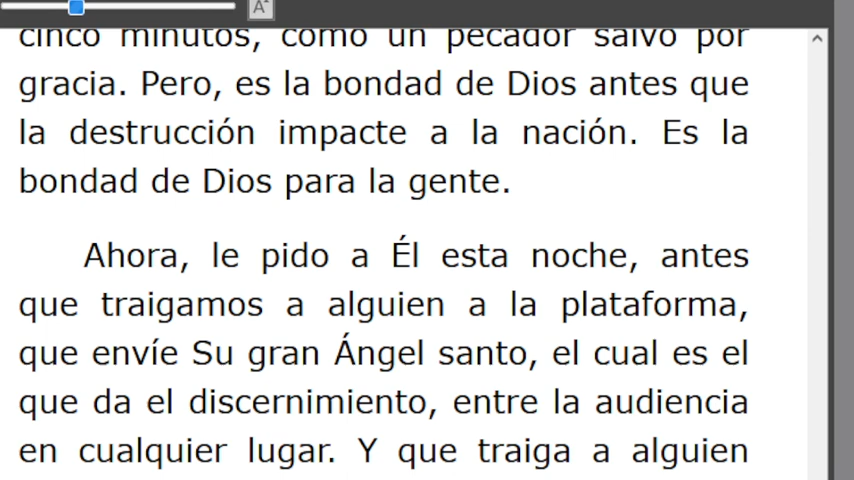 A
cinco minutos, como un pecador salvo por
gracia. Pero, es la bondad de Dios antes que
la destrucción impacte a la nación. Es la
bondad de Dios para la gente.
Ahora, le pido a Él esta noche, antes
que traigamos a alguien a la plataforma,
que envíe Su gran Ángel santo, el cual es el
que da el discernimiento, entre la audiencia
en cualquier lugar. Y que traiga a alguien